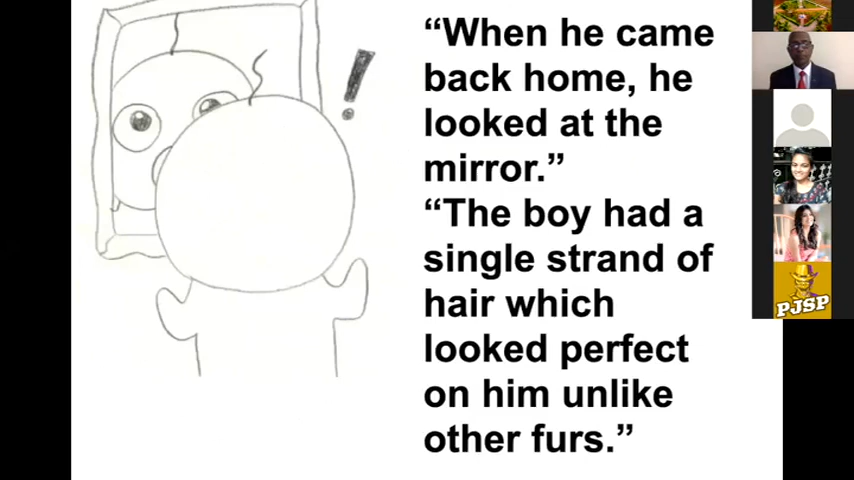 “When he came
back home, he
looked at the
mirror.”
“The boy had a
single strand of
hair which
looked perfect
on him unlike
other furs.”
!
PJSP